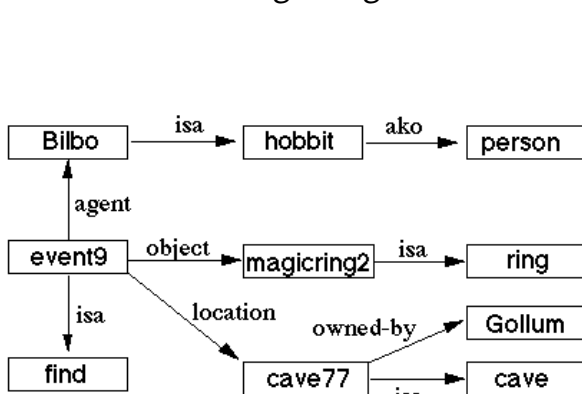 isa
ako
Bilbo
hobbit
person
agent
event9
object
magicring2
isa
ring
isa
location
owned-by
Gollum
find
cave77
cave